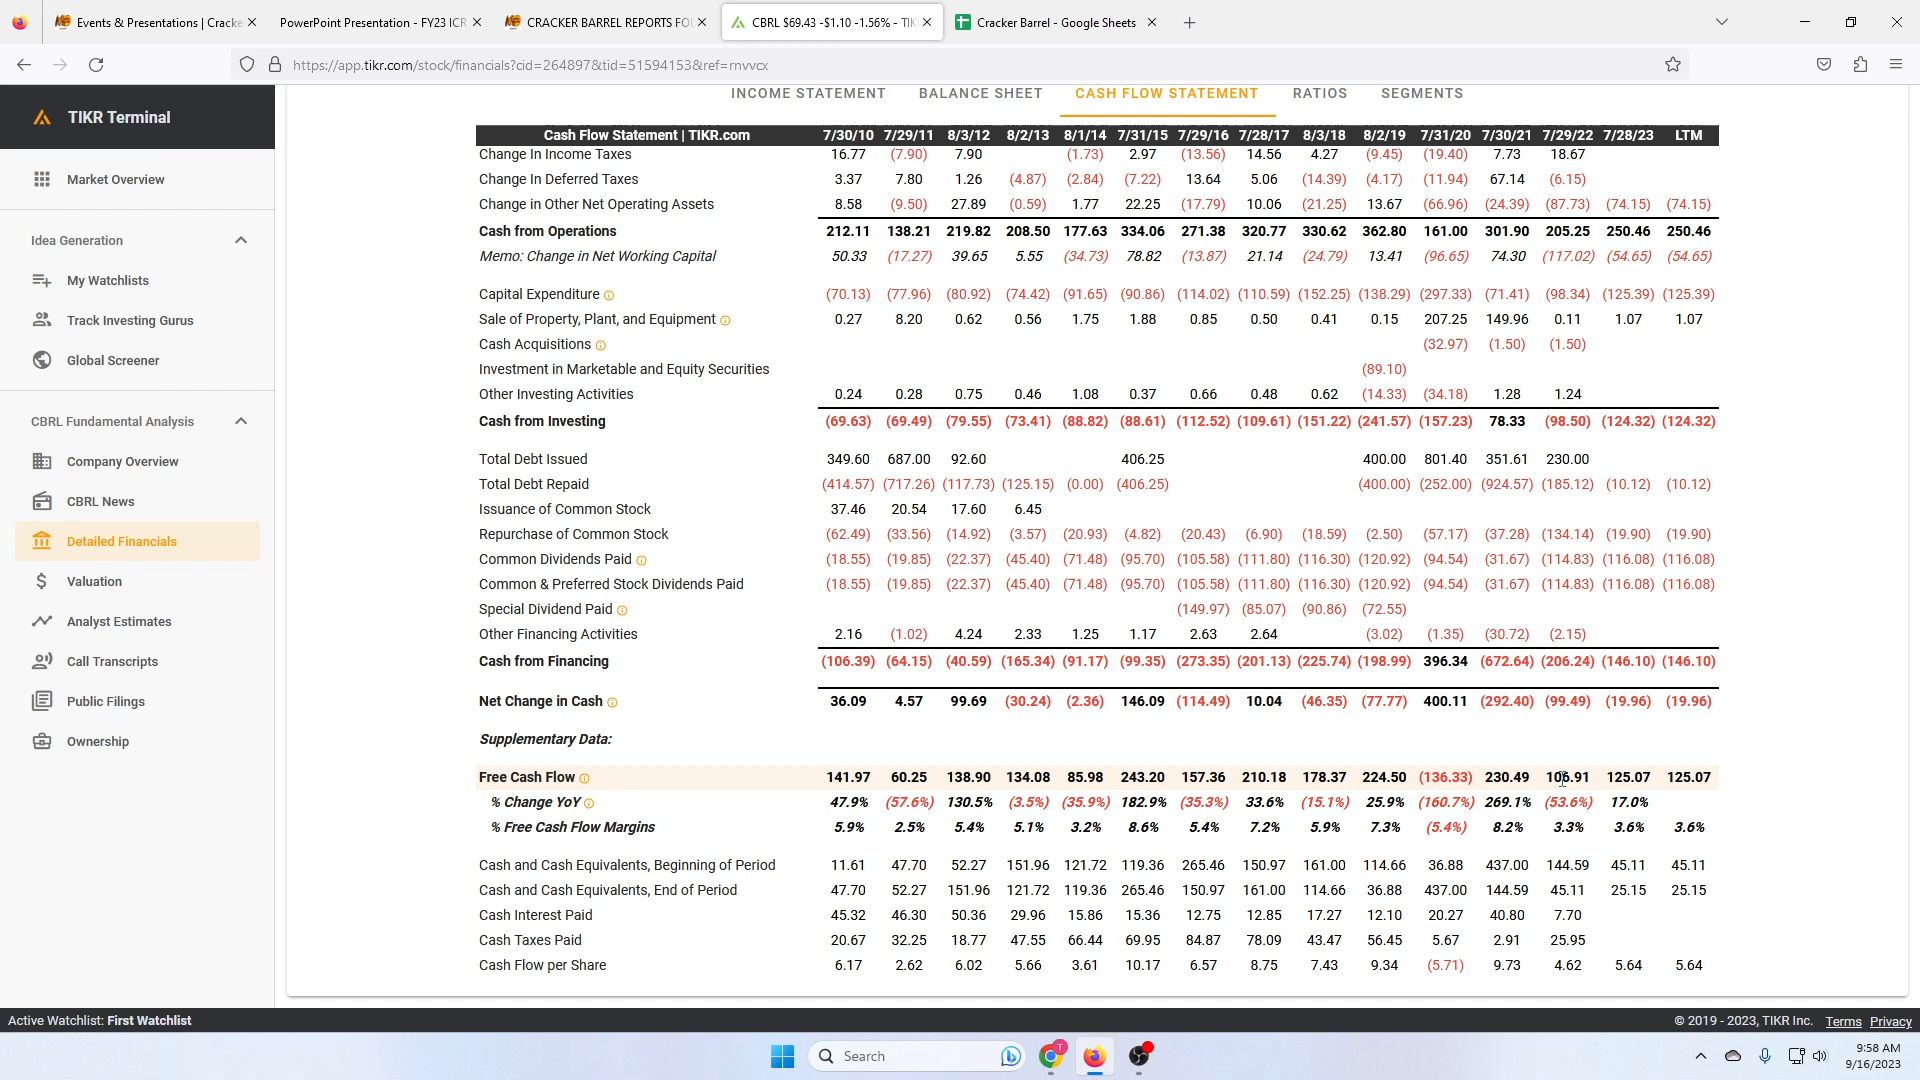 Events & Presentations | Cracke
PowerPoint Presentation - FY23 ICR
CRACKER BARREL REPORTS FOU
CBRL $69.43 -$1.10 -1.56% - TIK
Cracker Barrel - Google Sheets
https://app.tikr.com/stock/financials?cid=264897&tid=51594153&ref=rnvvcx
TIKR Terminal
Market Overview
Idea Generation
My Watchlists
Track Investing Gurus
Global Screener
CBRL Fundamental Analysis
Company Overview
CBRL News
Detailed Financials
Valuation
Analyst Estimates
Call Transcripts
Public Filings
Ownership
INCOME STATEMENT BALANCE SHEET CASH FLOW STATEMENT RATIOS SEGMENTS
Cash Flow Statement | TIKR.com 7/30/10 7/29/11 8/3/12 8/2/13 8/1/14 7/31/15 7/29/16 7/28/17 8/3/18 8/2/19 7/31/20 7/30/21 7/29/22 7/28/23 LTM
Change In Income Taxes 16.77 (7.90) 7.90 (1.73) 2.97 (13.56) 14.56 4.27 (9.45) (19.40) 7.73 18.67
Change In Deferred Taxes 3.37 7.80 1.26 (4.87) (2.84) (7.22) 13.64 5.06 (14.39) (4.17) (11.94) 67.14 (6.15)
Change in Other Net Operating Assets 8.58 (9.50) 27.89 (0.59) 1.77 22.25 (17.79) 10.06 (21.25) 13.67 (66.96) (24.39) (87.73) (74.15) (74.15)
Cash from Operations 212.11 138.21 219.82 208.50 177.63 334.06 271.38 320.77 330.62 362.80 161.00 301.90 205.25 250.46 250.46
Memo: Change in Net Working Capital 50.33 (17.27) 39.65 5.55 (34.73) 78.82 (13.87) 21.14 (24.79) 13.41 (96.65) 74.30 (117.02) (54.65) (54.65)
Capital Expenditure (70.13) (77.96) (80.92) (74.42) (91.65) (90.86) (114.02) (110.59) (152.25) (138.29) (297.33) (71.41) (98.34) (125.39) (125.39)
Sale of Property, Plant, and Equipment 0.27 8.20 0.62 0.56 1.75 1.88 0.85 0.50 0.41 0.15 207.25 149.96 0.11 1.07 1.07
Cash Acquisitions (32.97) (1.50) (1.50)
Investment in Marketable and Equity Securities (89.10)
Other Investing Activities 0.24 0.28 0.75 0.46 1.08 0.37 0.66 0.48 0.62 (14.33) (34.18) 1.28 1.24
Cash from Investing (69.63) (69.49) (79.55) (73.41) (88.82) (88.61) (112.52) (109.61) (151.22) (241.57) (157.23) 78.33 (98.50) (124.32) (124.32)
Total Debt Issued 349.60 687.00 92.60 406.25 400.00 801.40 351.61 230.00
Total Debt Repaid (414.57) (717.26) (117.73) (125.15) (0.00) (406.25) (400.00) (252.00) (924.57) (185.12) (10.12) (10.12)
Issuance of Common Stock 37.46 20.54 17.60 6.45
Repurchase of Common Stock (62.49) (33.56) (14.92) (3.57) (20.93) (4.82) (20.43) (6.90) (18.59) (2.50) (57.17) (37.28) (134.14) (19.90) (19.90)
Common Dividends Paid (18.55) (19.85) (22.37) (45.40) (71.48) (95.70) (105.58) (111.80) (116.30) (120.92) (94.54) (31.67) (114.83) (116.08) (116.08)
Common & Preferred Stock Dividends Paid (18.55) (19.85) (22.37) (45.40) (71.48) (95.70) (105.58) (111.80) (116.30) (120.92) (94.54) (31.67) (114.83) (116.08) (116.08)
Special Dividend Paid (149.97) (85.07) (90.86) (72.55)
Other Financing Activities 2.16 (1.02) 4.24 2.33 1.25 1.17 2.63 2.64 (3.02) (1.35) (30.72) (2.15)
Cash from Financing (106.39) (64.15) (40.59) (165.34) (91.17) (99.35) (273.35) (201.13) (225.74) (198.99) 396.34 (672.64) (206.24) (146.10) (146.10)
Net Change in Cash 36.09 4.57 99.69 (30.24) (2.36) 146.09 (114.49) 10.04 (46.35) (77.77) 400.11 (292.40) (99.49) (19.96) (19.96)
Supplementary Data:
Free Cash Flow 141.97 60.25 138.90 134.08 85.98 243.20 157.36 210.18 178.37 224.50 (136.33) 230.49 106.91 125.07 125.07
% Change YoY 47.9% (57.6%) 130.5% (3.5%) (35.9%) 182.9% (35.3%) 33.6% (15.1%) 25.9% (160.7%) 269.1% (53.6%) 17.0%
% Free Cash Flow Margins 5.9% 2.5% 5.4% 5.1% 3.2% 8.6% 5.4% 7.2% 5.9% 7.3% (5.4%) 8.2% 3.3% 3.6% 3.6%
Cash and Cash Equivalents, Beginning of Period 11.61 47.70 52.27 151.96 121.72 119.36 265.46 150.97 161.00 114.66 36.88 437.00 144.59 45.11 45.11
Cash and Cash Equivalents, End of Period 47.70 52.27 151.96 121.72 119.36 265.46 150.97 161.00 114.66 36.88 437.00 144.59 45.11 25.15 25.15
Cash Interest Paid 45.32 46.30 50.36 29.96 15.86 15.36 12.75 12.85 17.27 12.10 20.27 40.80 7.70
Cash Taxes Paid 20.67 32.25 18.77 47.55 66.44 69.95 84.87 78.09 43.47 56.45 5.67 2.91 25.95
Cash Flow per Share 6.17 2.62 6.02 5.66 3.61 10.17 6.57 8.75 7.43 9.34 (5.71) 9.73 4.62 5.64 5.64
Active Watchlist: First Watchlist
© 2019 - 2023, TIKR Inc. Terms Privacy
Search
9:58 AM
9/16/2023